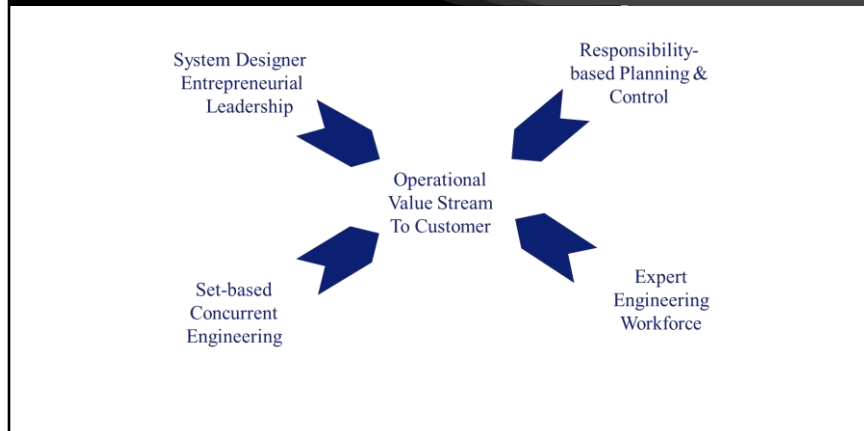 System Designer
Entrepreneurial
Leadership
Responsibility-
based Planning &
Control
Operational
Value Stream
To Customer
Set-based
Concurrent
Engineering
Expert
Engineering
Workforce